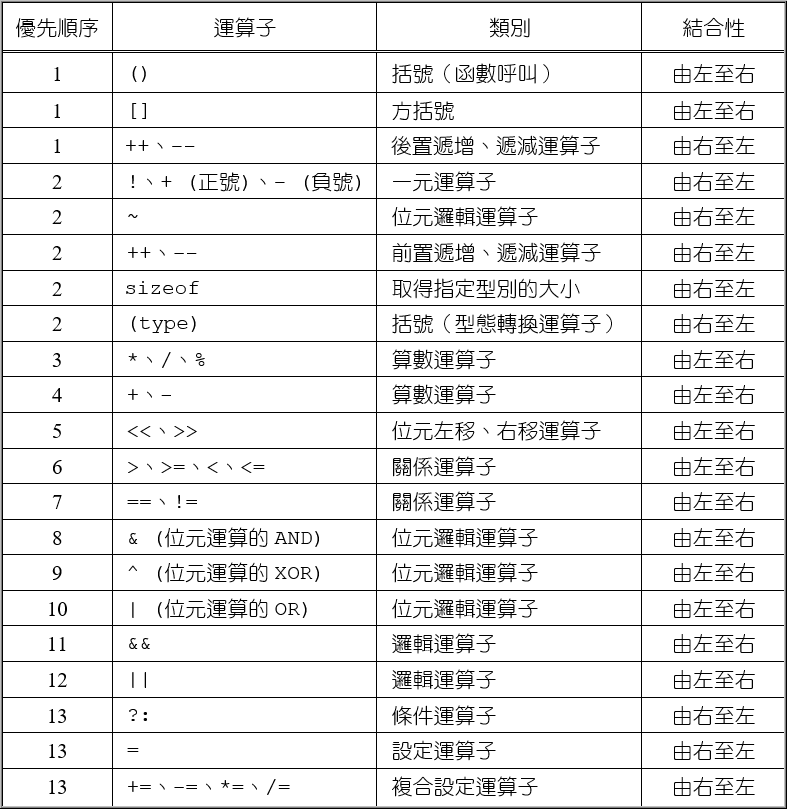 優先順序 運算子 類別 結合性
1 () 括號（函數呼叫） 由左至右
1 [] 方括號 由左至右
1 ++、-- 後置遞增、遞減運算子 由右至左
2 !、+ (正號)、- (負號) 一元運算子 由右至左
2 ~ 位元邏輯運算子 由右至左
2 ++、-- 前置遞增、遞減運算子 由右至左
2 sizeof 取得指定型別的大小 由右至左
2 (type) 括號（型態轉換運算子） 由右至左
3 *、/、% 算數運算子 由左至右
4 +、- 算數運算子 由左至右
5 <<、>> 位元左移、右移運算子 由左至右
6 >、>=、<、<= 關係運算子 由左至右
7 ==、!= 關係運算子 由左至右
8 & (位元運算的 AND) 位元邏輯運算子 由左至右
9 ^ (位元運算的 XOR) 位元邏輯運算子 由左至右
10 | (位元運算的 OR) 位元邏輯運算子 由左至右
11 && 邏輯運算子 由左至右
12 || 邏輯運算子 由左至右
13 ?: 條件運算子 由右至左
13 = 設定運算子 由右至左
13 +=、-=、*=、/= 複合設定運算子 由右至左